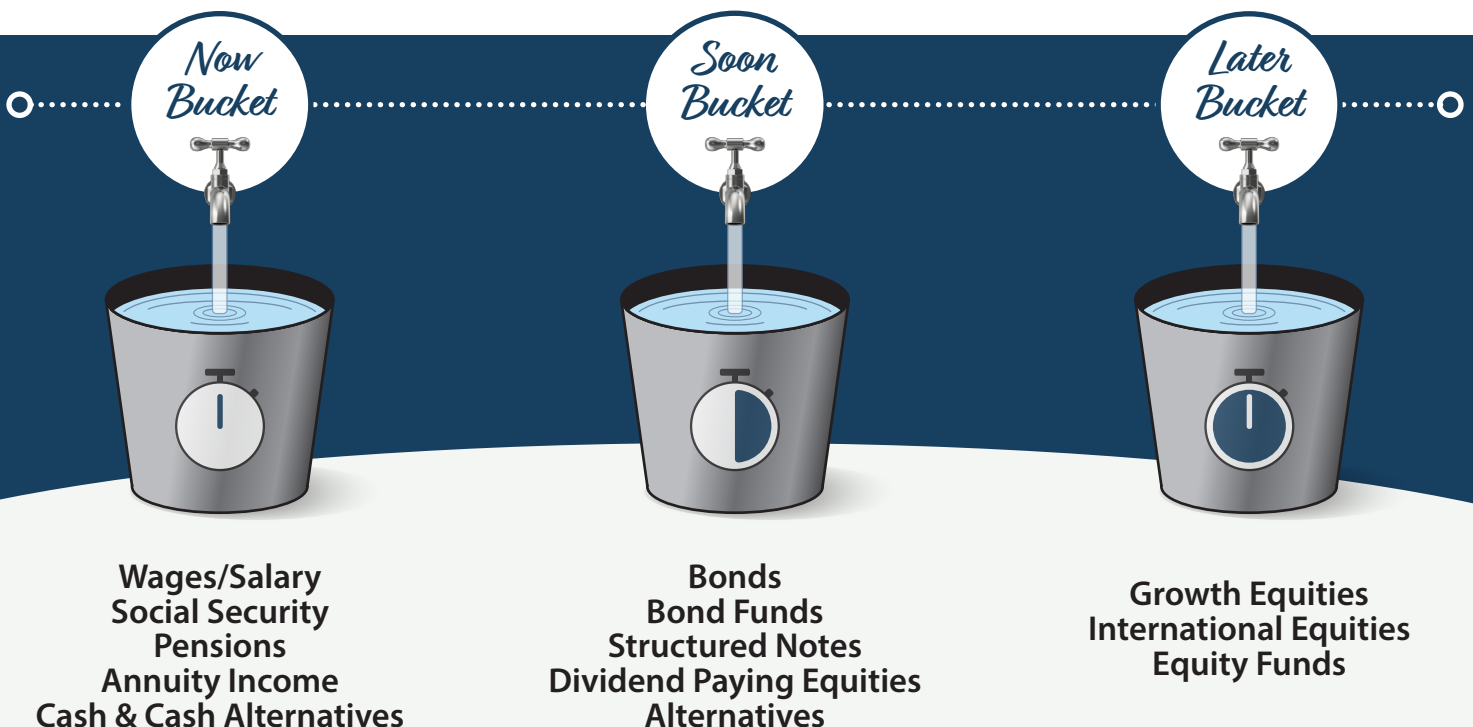 Now
Bucket
Soon
Bucket
Later
Bucket
Wages/Salary
Social Security
Pensions
Annuity Income
Cash & Cash Alternatives
Bonds
Bond Funds
Structured Notes
Dividend Paying Equities
Alternatives
Growth Equities
International Equities
Equity Funds